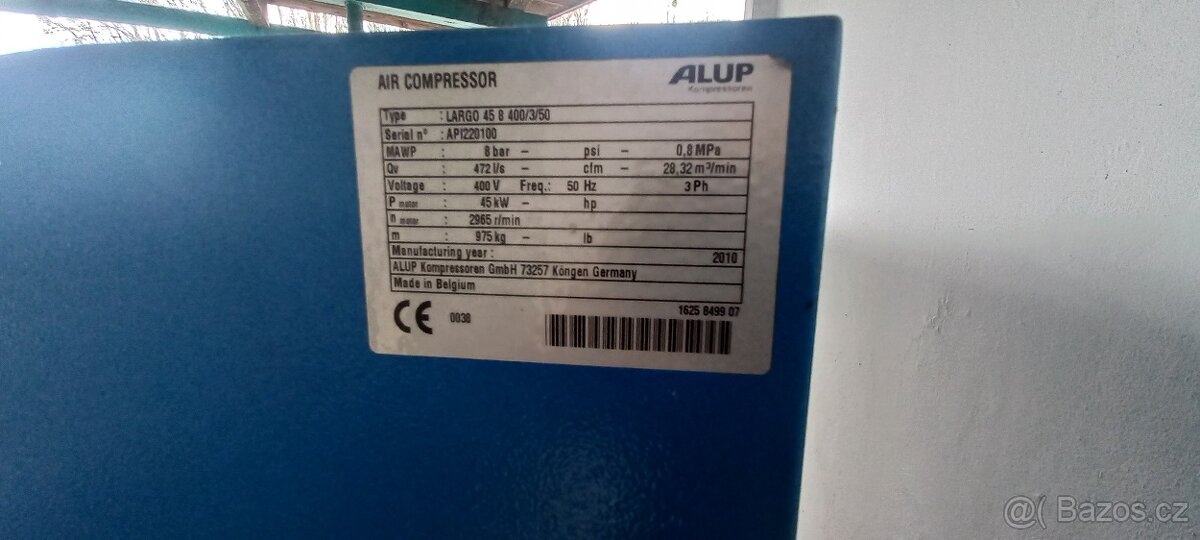 AIR COMPRESSOR
ALUP
Kompressoren
Type : LARGO 45 8 400/3/50
Serial n° : API220100
MAWP : 8 bar – psi – 0,8 MPa
Qv : 472 l/s – cfm – 28,32 m³/min
Voltage : 400 V Freq.: 50 Hz 3 Ph
P motor : 45 kW – hp
n motor : 2965 r/min
m : 975 kg – lb
Manufacturing year : 2010
ALUP Kompressoren GmbH 73257 Köngen Germany
Made in Belgium
CE 0038
1625 8499 07
@( Bazos.cz